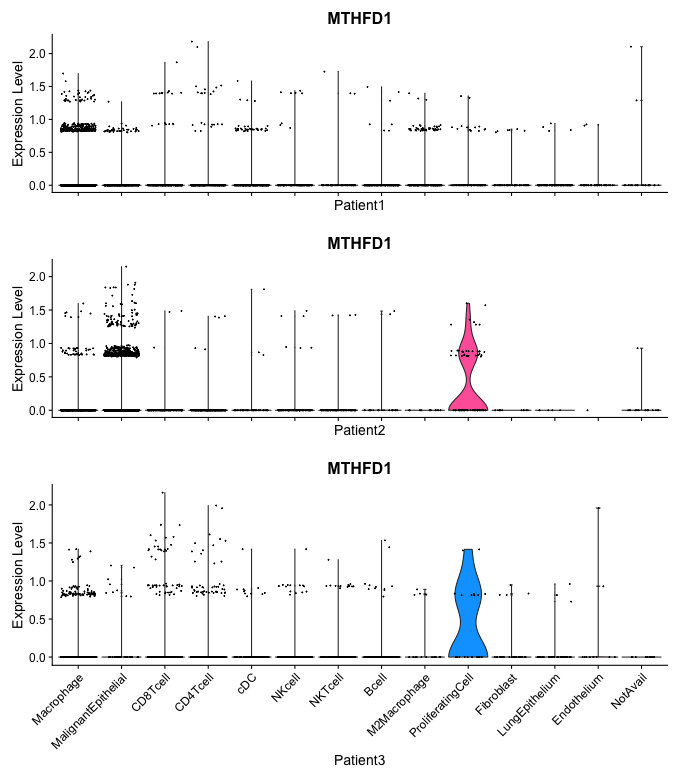 MTHFD1
Expression Level
2.0
1.5
1.0
0.5
0.0
Patient1
MTHFD1
Expression Level
2.0
1.5
1.0
0.5
0.0
Patient2
MTHFD1
Expression Level
2.0
1.5
1.0
0.5
0.0
Macrophage
MalignantEpithelial
CD8Tcell
CD4Tcell
cDC
NKcell
NKTcell
Bcell
M2Macrophage
ProliferatingCell
Fibroblast
LungEpithelium
Endothelium
NotAvail
Patient3